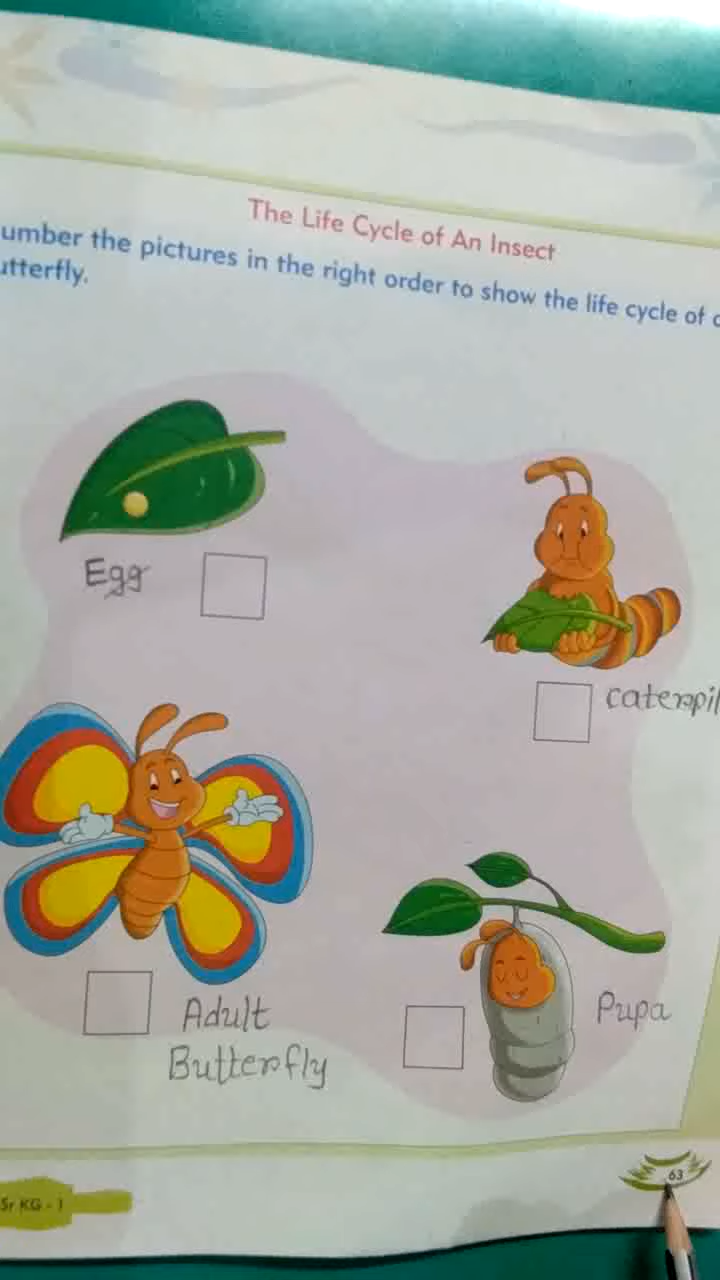 The Life Cycle of An Insect
umber the pictures in the right order to show the life cycle of
utterfly.
Egg
caterpil
Adult
Butterfly
Pupa
Sr KG - 1
63